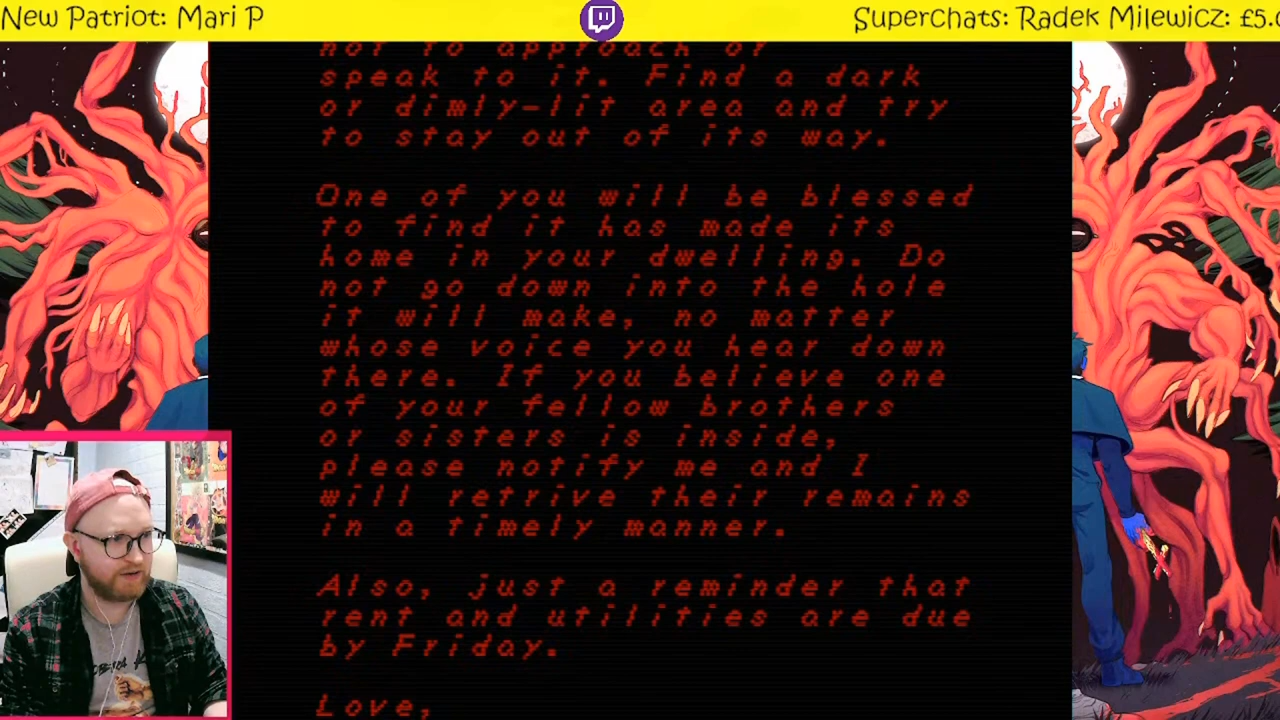 New Patriot: Mari P
Superchats: Radek Milewicz: £5.
not to approach or
speak to it. Find a dark
or dimly-lit area and try
to stay out of its way.
One of you will be blessed
to find it has made its
home in your dwelling. Do
not go down into the hole
it will make, no matter
whose voice you hear down
there. If you believe one
of your fellow brothers
or sisters is inside,
please notify me and I
will retrive their remains
in a timely manner.
Also, just a reminder that
rent and utilities are due
by Friday.
Love,